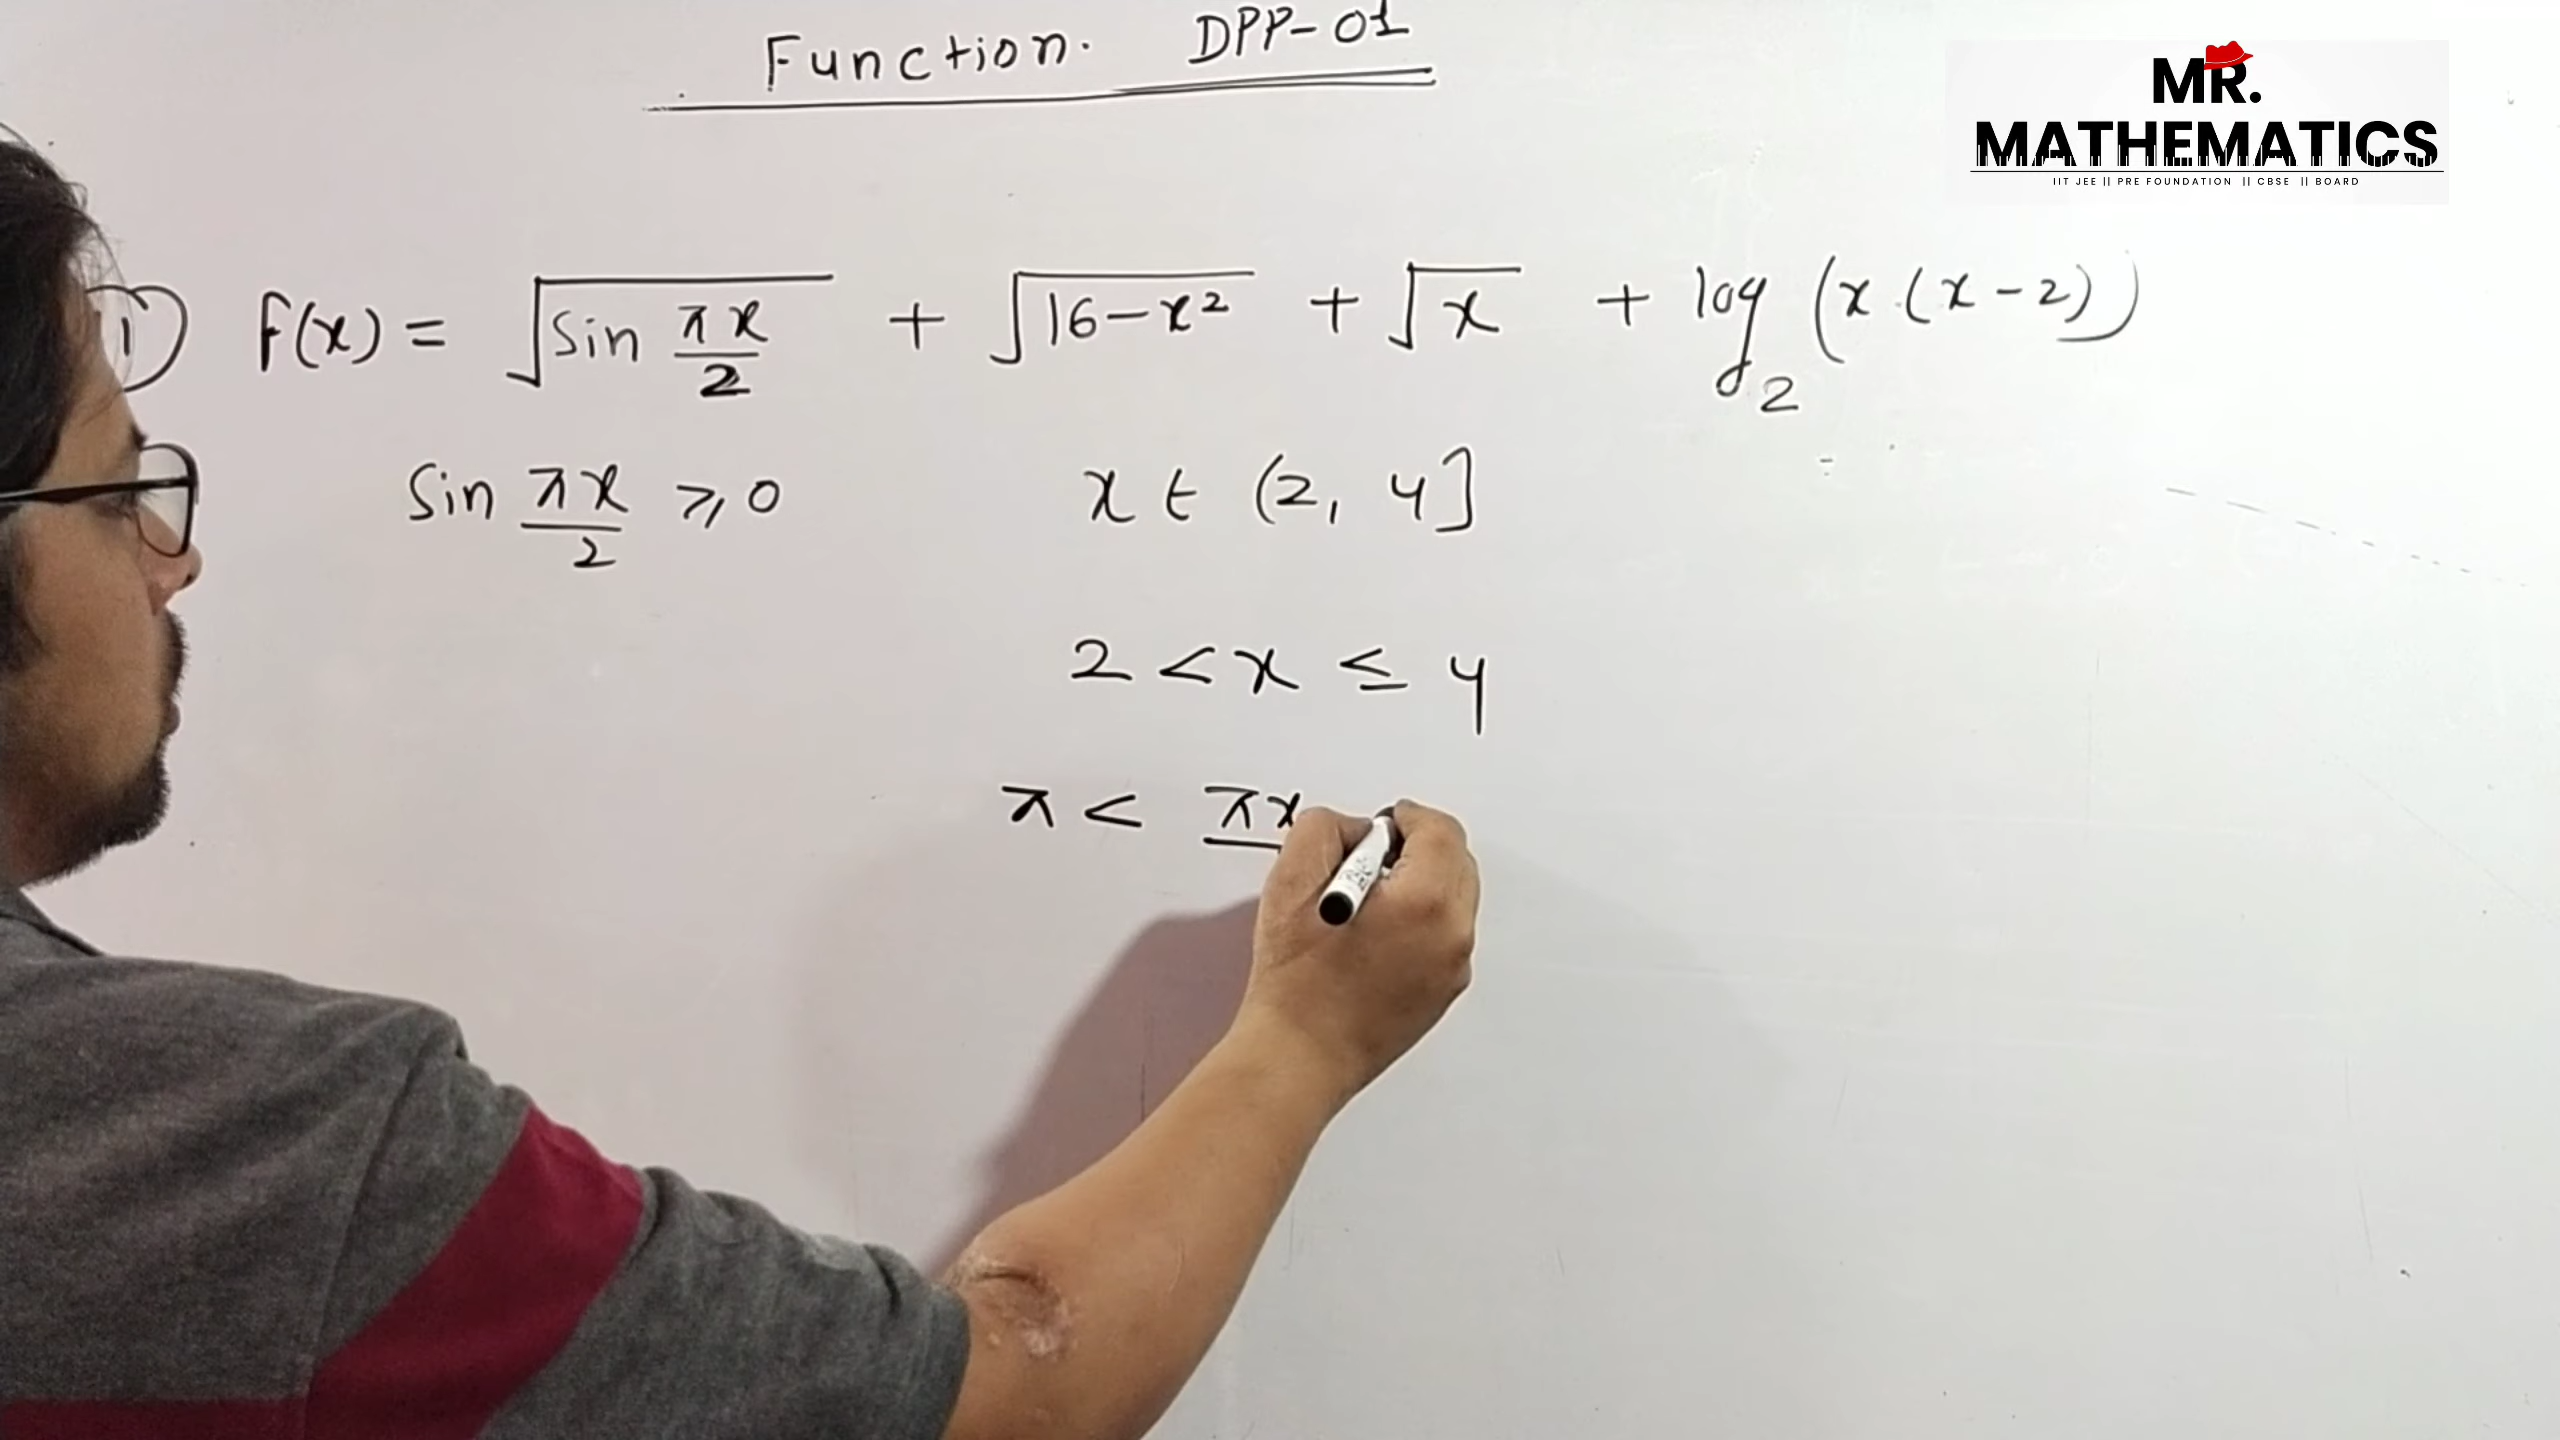 Function. DPP-01
MR.
MATHEMATICS
IIT JEE || PRE FOUNDATION || CBSE || BOARD
1) f(x) = √(sin πx/2) + √(16-x²) + √x + log₂ (x (x-2))
Sin πx/2 ⩾ 0 x ∈ (2, 4]
2 < x ≤ 4
π < πx